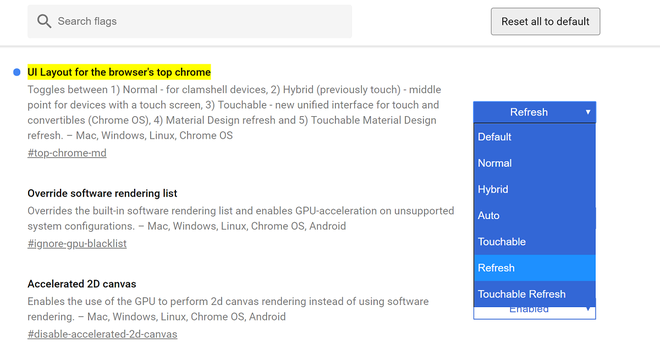 Search flags
Reset all to default
UI Layout for the browser's top chrome
Toggles between 1) Normal - for clamshell devices, 2) Hybrid (previously touch) - middle
point for devices with a touch screen, 3) Touchable - new unified interface for touch and
convertibles (Chrome OS), 4) Material Design refresh and 5) Touchable Material Design
refresh. – Mac, Windows, Linux, Chrome OS
#top-chrome-md
Refresh
Default
Normal
Hybrid
Auto
Touchable
Refresh
Touchable Refresh
Override software rendering list
Overrides the built-in software rendering list and enables GPU-acceleration on unsupported
system configurations. – Mac, Windows, Linux, Chrome OS, Android
#ignore-gpu-blacklist
Accelerated 2D canvas
Enables the use of the GPU to perform 2d canvas rendering instead of using software
rendering. – Mac, Windows, Linux, Chrome OS, Android
#disable-accelerated-2d-canvas
Enabled